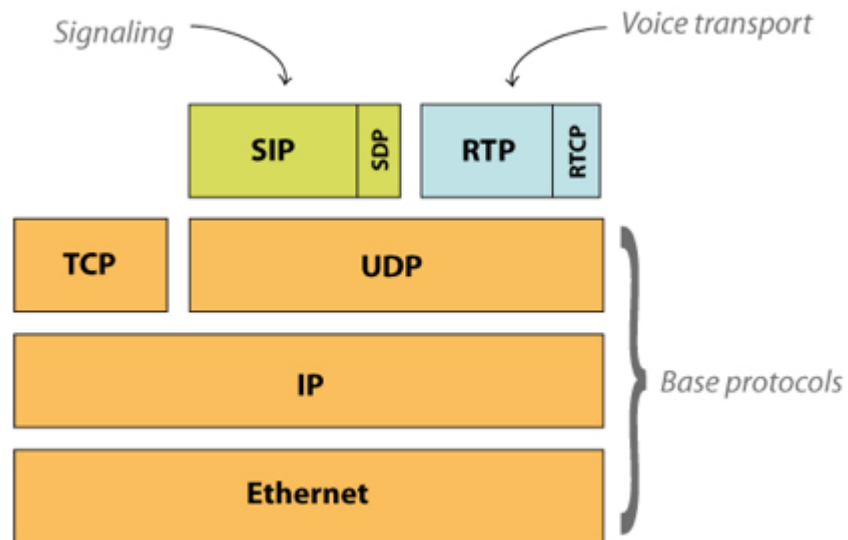 Signaling
Voice transport
SIP
SDP
RTP
RTCP
TCP
UDP
IP
Base protocols
Ethernet